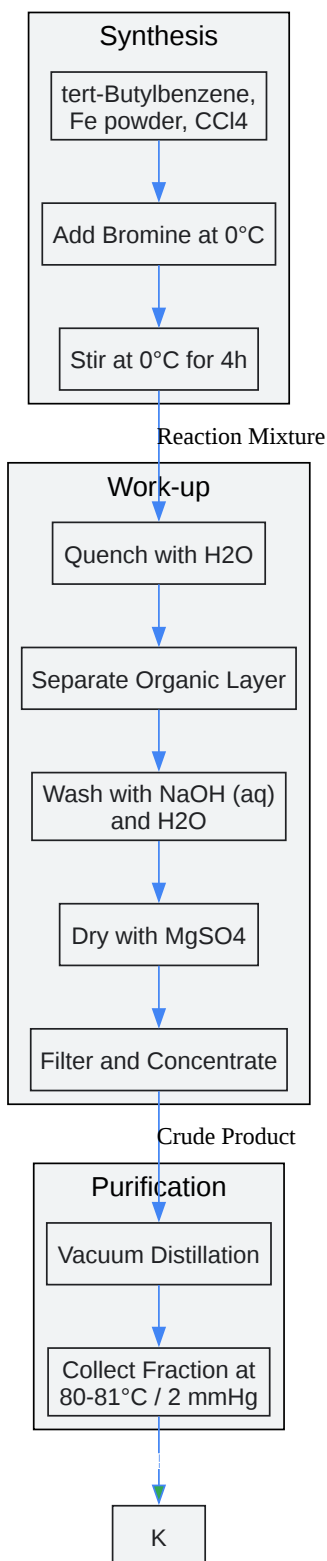 Synthesis
tert-Butylbenzene,
Fe powder, CCl4
Add Bromine at 0°C
Stir at 0°C for 4h
Reaction Mixture
Work-up
Quench with H2O
Separate Organic Layer
Wash with NaOH (aq)
and H2O
Dry with MgSO4
Filter and Concentrate
Crude Product
Purification
Vacuum Distillation
Collect Fraction at
80-81°C / 2 mmHg
K